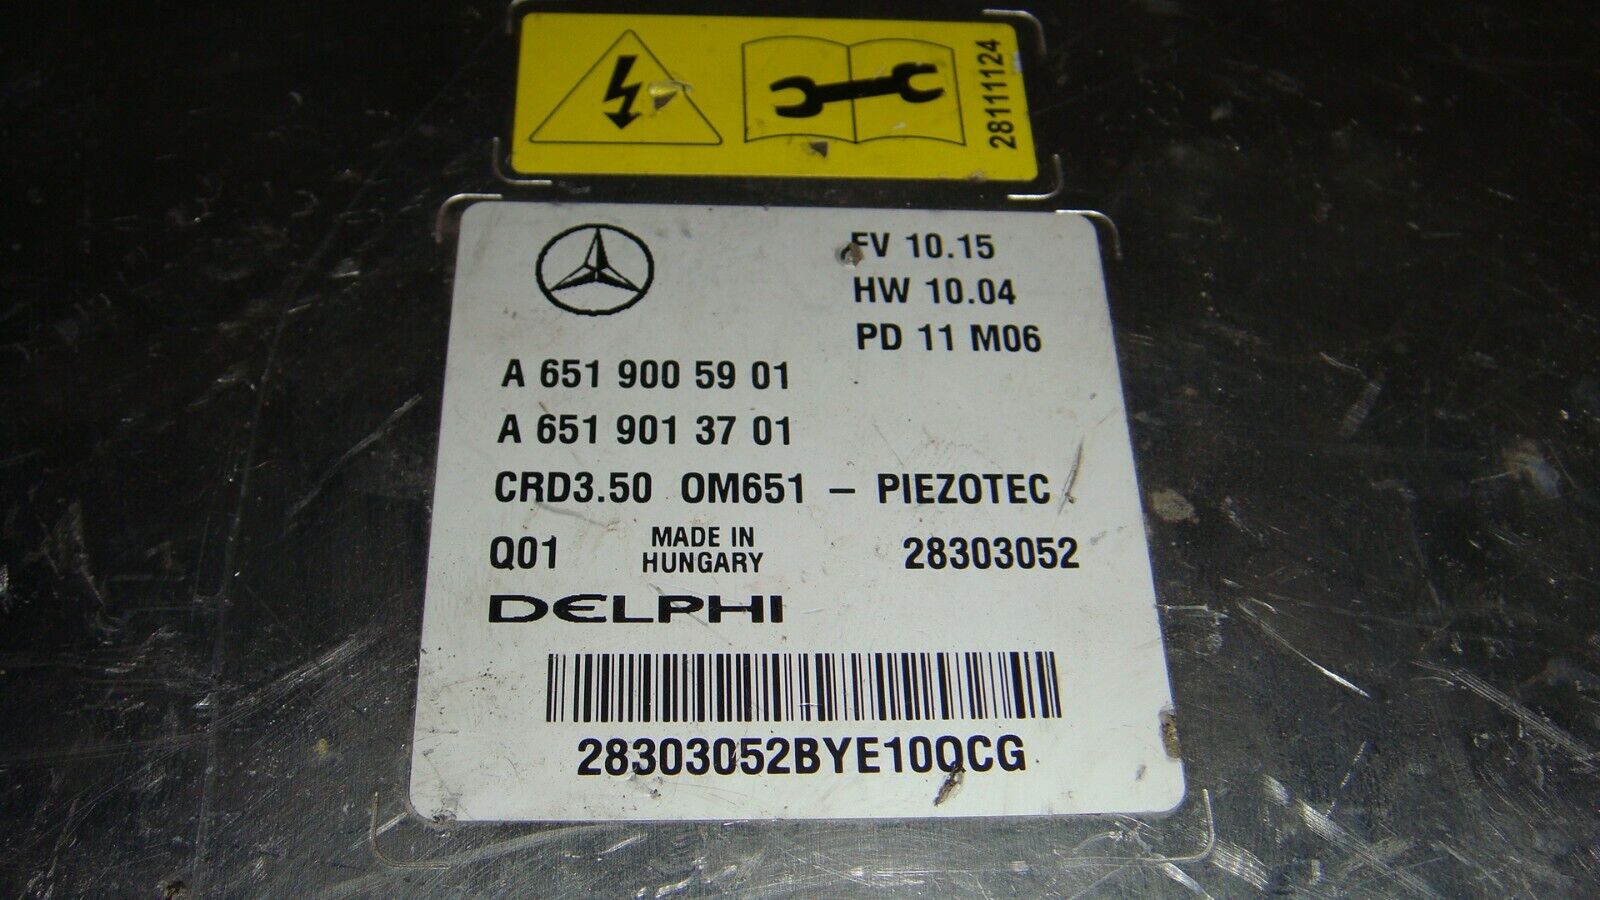 28111124
FV 10.15
HW 10.04
PD 11 M06
A 651 900 59 01
A 651 901 37 01
CRD3.50 OM651 – PIEZOTEC
Q01 MADE IN HUNGARY 28303052
DELPHI
28303052BYE10QCG